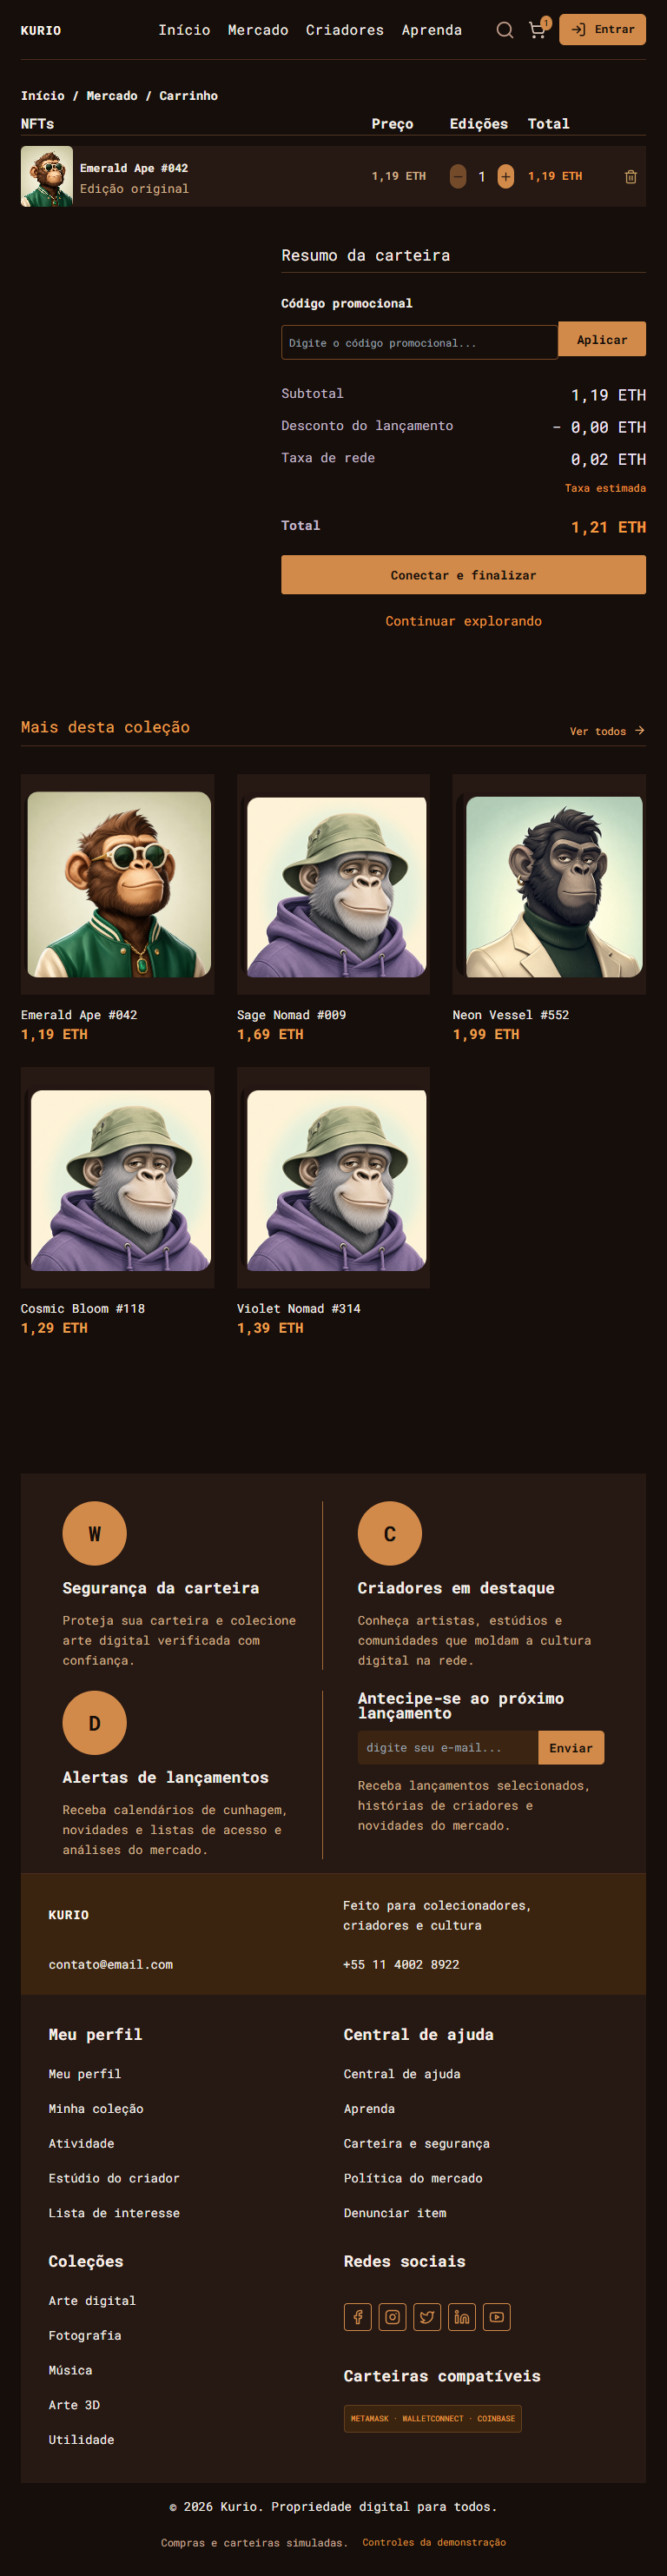 KURIO
Início Mercado Criadores Aprenda
1
Entrar
Início / Mercado / Carrinho
NFTs Preço Edições Total
Emerald Ape #042
Edição original
1,19 ETH − 1 + 1,19 ETH
Resumo da carteira
Código promocional
Digite o código promocional... Aplicar
Subtotal 1,19 ETH
Desconto do lançamento − 0,00 ETH
Taxa de rede 0,02 ETH
Taxa estimada
Total 1,21 ETH
Conectar e finalizar
Continuar explorando
Mais desta coleção Ver todos →
Emerald Ape #042
1,19 ETH
Sage Nomad #009
1,69 ETH
Neon Vessel #552
1,99 ETH
Cosmic Bloom #118
1,29 ETH
Violet Nomad #314
1,39 ETH
W
Segurança da carteira
Proteja sua carteira e colecione
arte digital verificada com
confiança.
C
Criadores em destaque
Conheça artistas, estúdios e
comunidades que moldam a cultura
digital na rede.
D
Alertas de lançamentos
Receba calendários de cunhagem,
novidades e listas de acesso e
análises do mercado.
Antecipe-se ao próximo
lançamento
digite seu e-mail... Enviar
Receba lançamentos selecionados,
histórias de criadores e
novidades do mercado.
KURIO
Feito para colecionadores,
criadores e cultura
contato@email.com
+55 11 4002 8922
Meu perfil
Meu perfil
Minha coleção
Atividade
Estúdio do criador
Lista de interesse
Central de ajuda
Central de ajuda
Aprenda
Carteira e segurança
Política do mercado
Denunciar item
Coleções
Arte digital
Fotografia
Música
Arte 3D
Utilidade
Redes sociais
Carteiras compatíveis
METAMASK · WALLETCONNECT · COINBASE
© 2026 Kurio. Propriedade digital para todos.
Compras e carteiras simuladas. Controles da demonstração